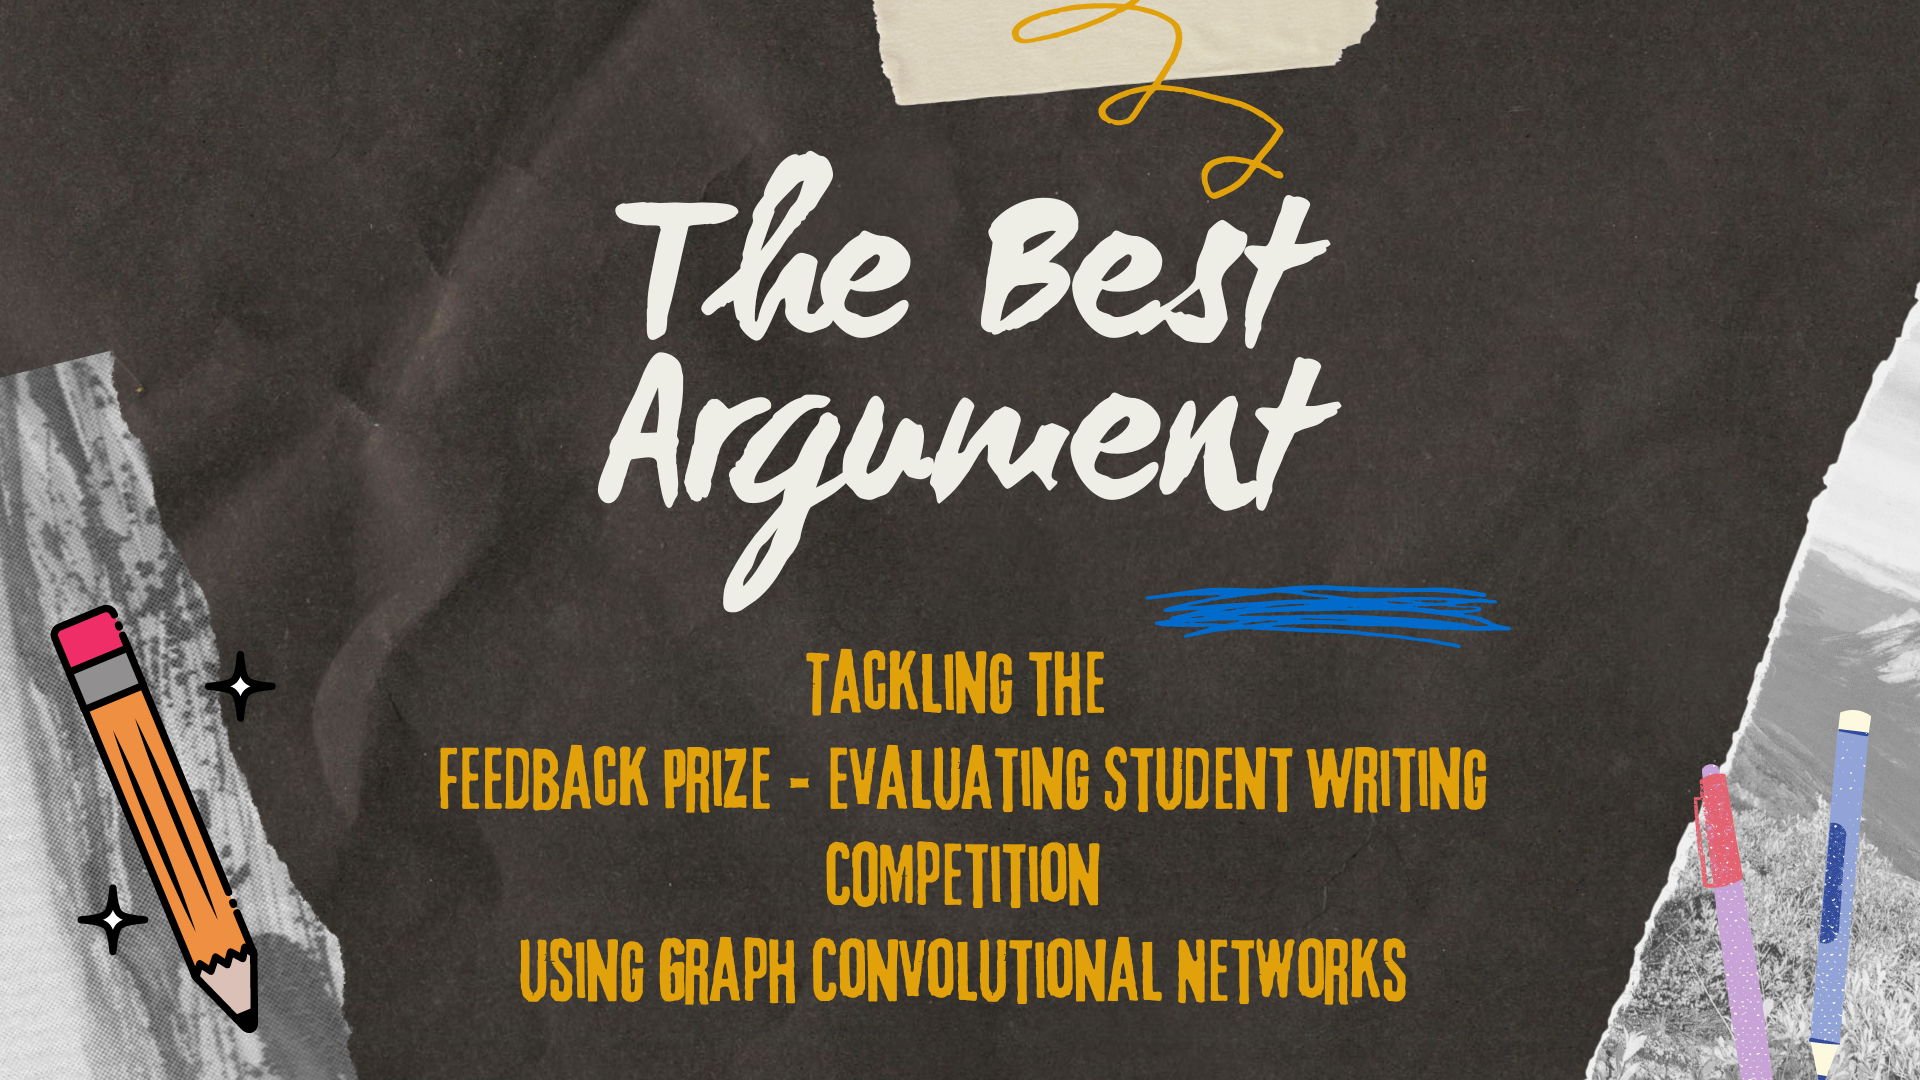 The Best
Argument
TACKLING THE
FEEDBACK PRIZE - EVALUATING STUDENT WRITING
COMPETITION
USING GRAPH CONVOLUTIONAL NETWORKS